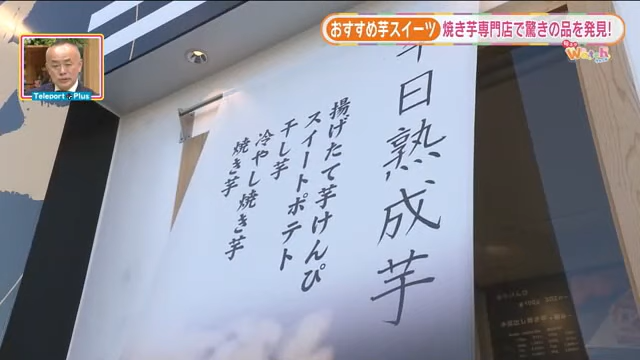 おすすめ芋スイーツ 焼き芋専門店で驚きの品を発見!
Watch
Teleport Plus
日熟成芋
揚げたて芋けんぴ
スイートポテト
干し芋
冷やし焼き芋
焼き芋